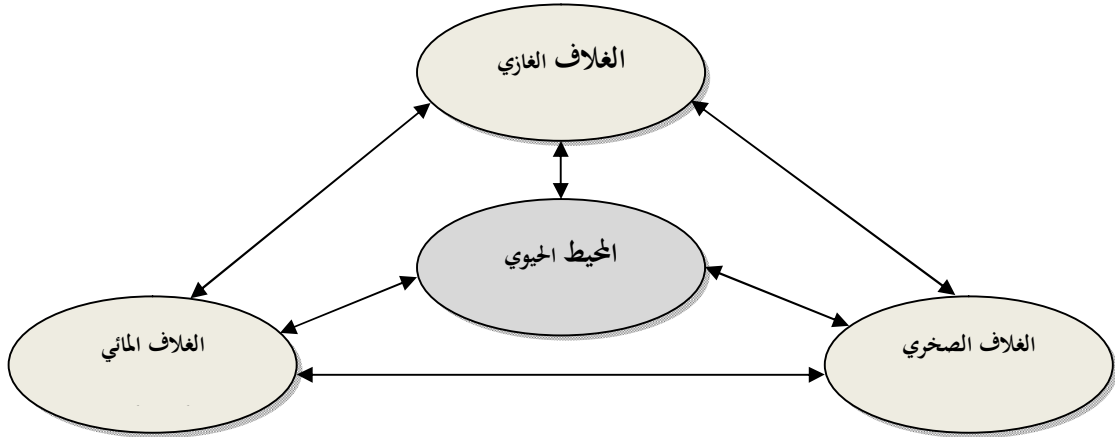 الغلاف الغازي
المحيط الحيوي
الغلاف الصخري
الغلاف المائي